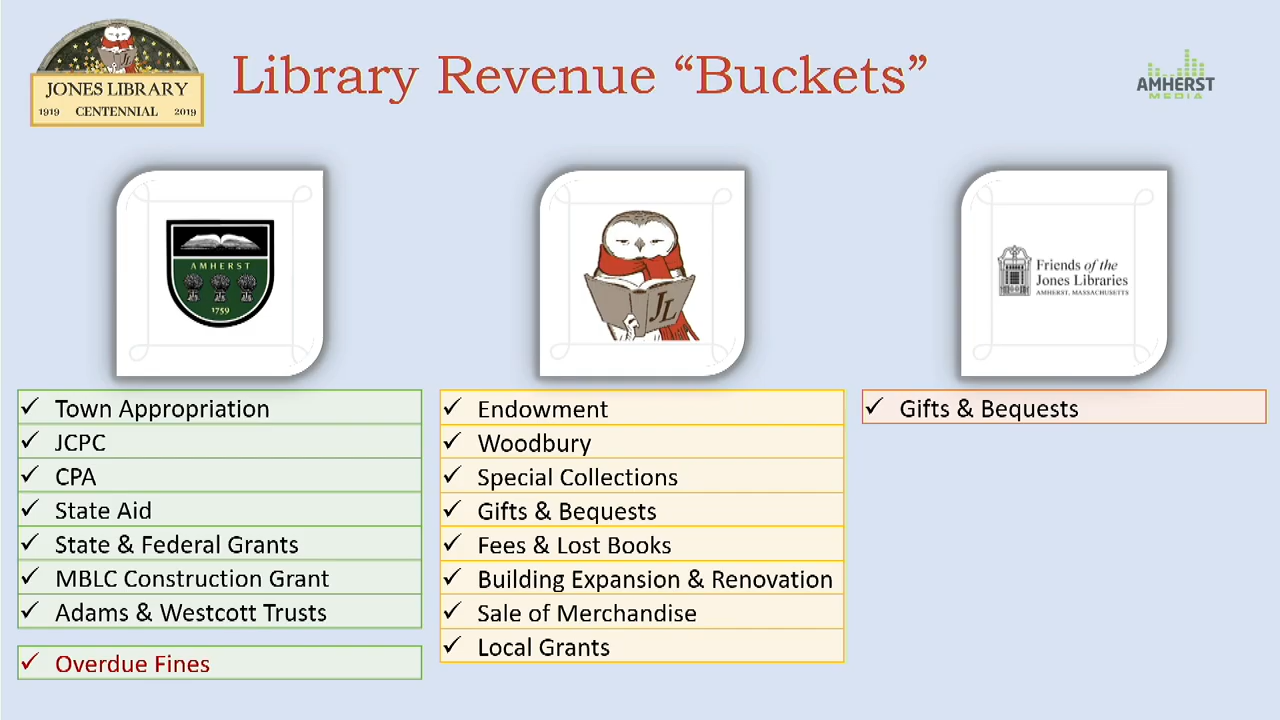 JONES LIBRARY
1919 CENTENNIAL 2019
Library Revenue “Buckets”
AMHERST
MEDIA
AMHERST
1759
JL
Friends of the
Jones Libraries
AMHERST, MASSACHUSETTS
✓ Town Appropriation
✓ JCPC
✓ CPA
✓ State Aid
✓ State & Federal Grants
✓ MBLC Construction Grant
✓ Adams & Westcott Trusts
✓ Overdue Fines
✓ Endowment
✓ Woodbury
✓ Special Collections
✓ Gifts & Bequests
✓ Fees & Lost Books
✓ Building Expansion & Renovation
✓ Sale of Merchandise
✓ Local Grants
✓ Gifts & Bequests